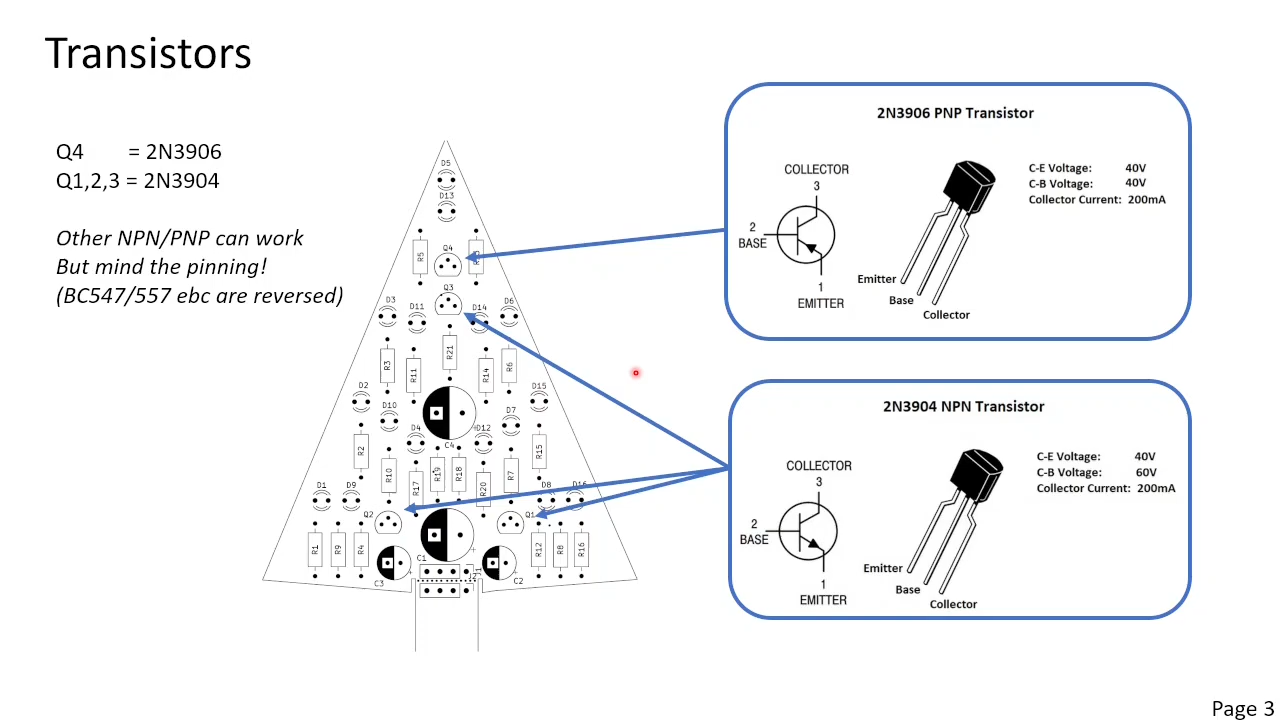 Transistors
Q4 = 2N3906
Q1,2,3 = 2N3904
Other NPN/PNP can work
But mind the pinning!
(BC547/557 ebc are reversed)
D5
D13
R5
Q4
Q3
D3
D11
D14
D6
R3
R11
R21
R14
R6
D2
D10
D15
D7
D4
C4
D12
R2
R10
R17
R19
R18
R20
R7
R15
D1
D9
D8
D16
Q2
Q1
R1
R9
R4
R12
R8
R16
C3
C1
C2
2N3906 PNP Transistor
COLLECTOR
3
2
BASE
1
EMITTER
Emitter
Base
Collector
C-E Voltage: 40V
C-B Voltage: 40V
Collector Current: 200mA
2N3904 NPN Transistor
COLLECTOR
3
2
BASE
1
EMITTER
Emitter
Base
Collector
C-E Voltage: 40V
C-B Voltage: 60V
Collector Current: 200mA
Page 3